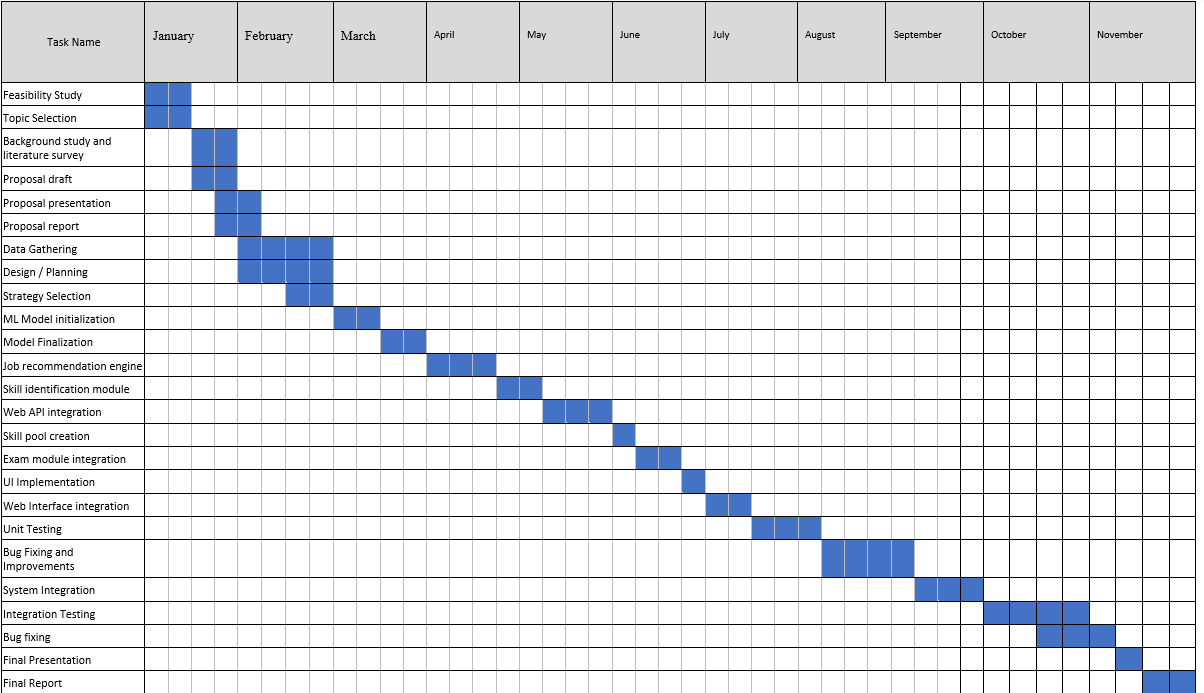 Task Name
January
February
March
April
May
June
July
August
September
October
November
Feasibility Study
Topic Selection
Background study and
literature survey
Proposal draft
Proposal presentation
Proposal report
Data Gathering
Design / Planning
Strategy Selection
ML Model initialization
Model Finalization
Job recommendation engine
Skill identification module
Web API integration
Skill pool creation
Exam module integration
UI Implementation
Web Interface integration
Unit Testing
Bug Fixing and
Improvements
System Integration
Integration Testing
Bug fixing
Final Presentation
Final Report